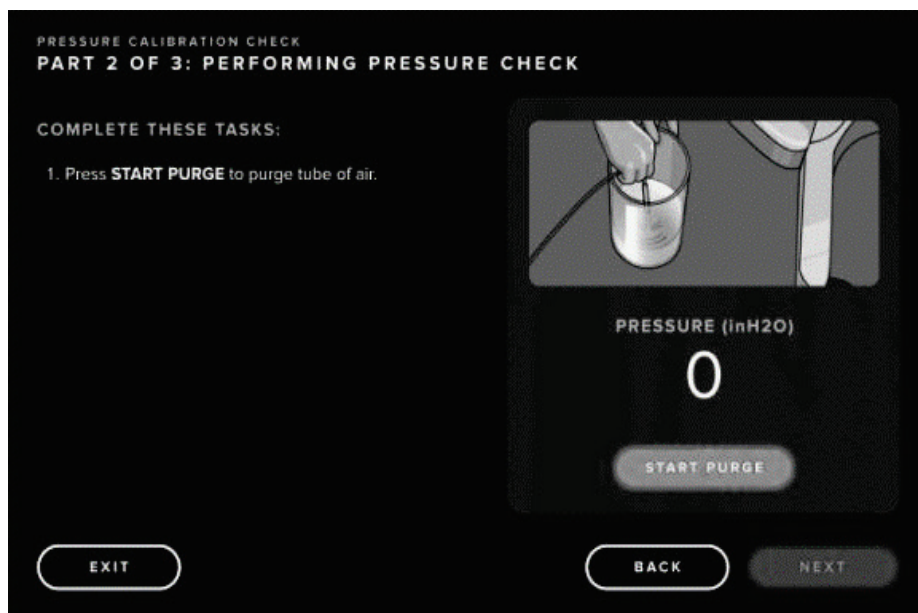 PRESSURE CALIBRATION CHECK
PART 2 OF 3: PERFORMING PRESSURE CHECK
COMPLETE THESE TASKS:
1. Press START PURGE to purge tube of air.
PRESSURE (inH2O)
0
START PURGE
EXIT
BACK
NEXT